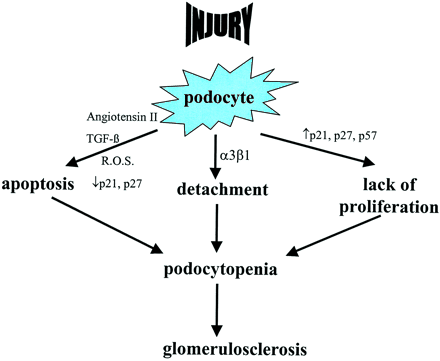 INJURY
podocyte
Angiotensin II
TGF-ß
R.O.S.
↓p21, p27
α3β1
↑p21, p27, p57
apoptosis
detachment
lack of
proliferation
podocytopenia
glomerulosclerosis